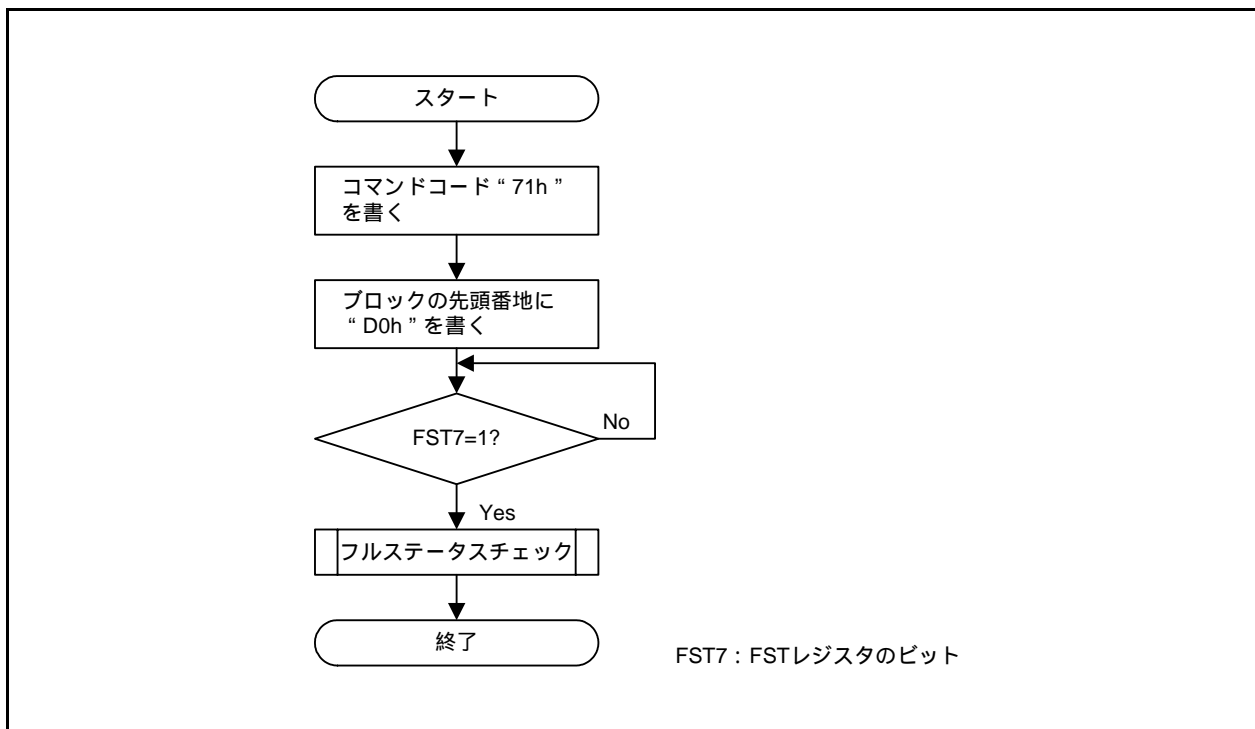 スタート
コマンドコード“ 71h ”
を書く
ブロックの先頭番地に
“ D0h ” を書く
FST7=1?
No
Yes
フルステータスチェック
終了
FST7 : FSTレジスタのビット